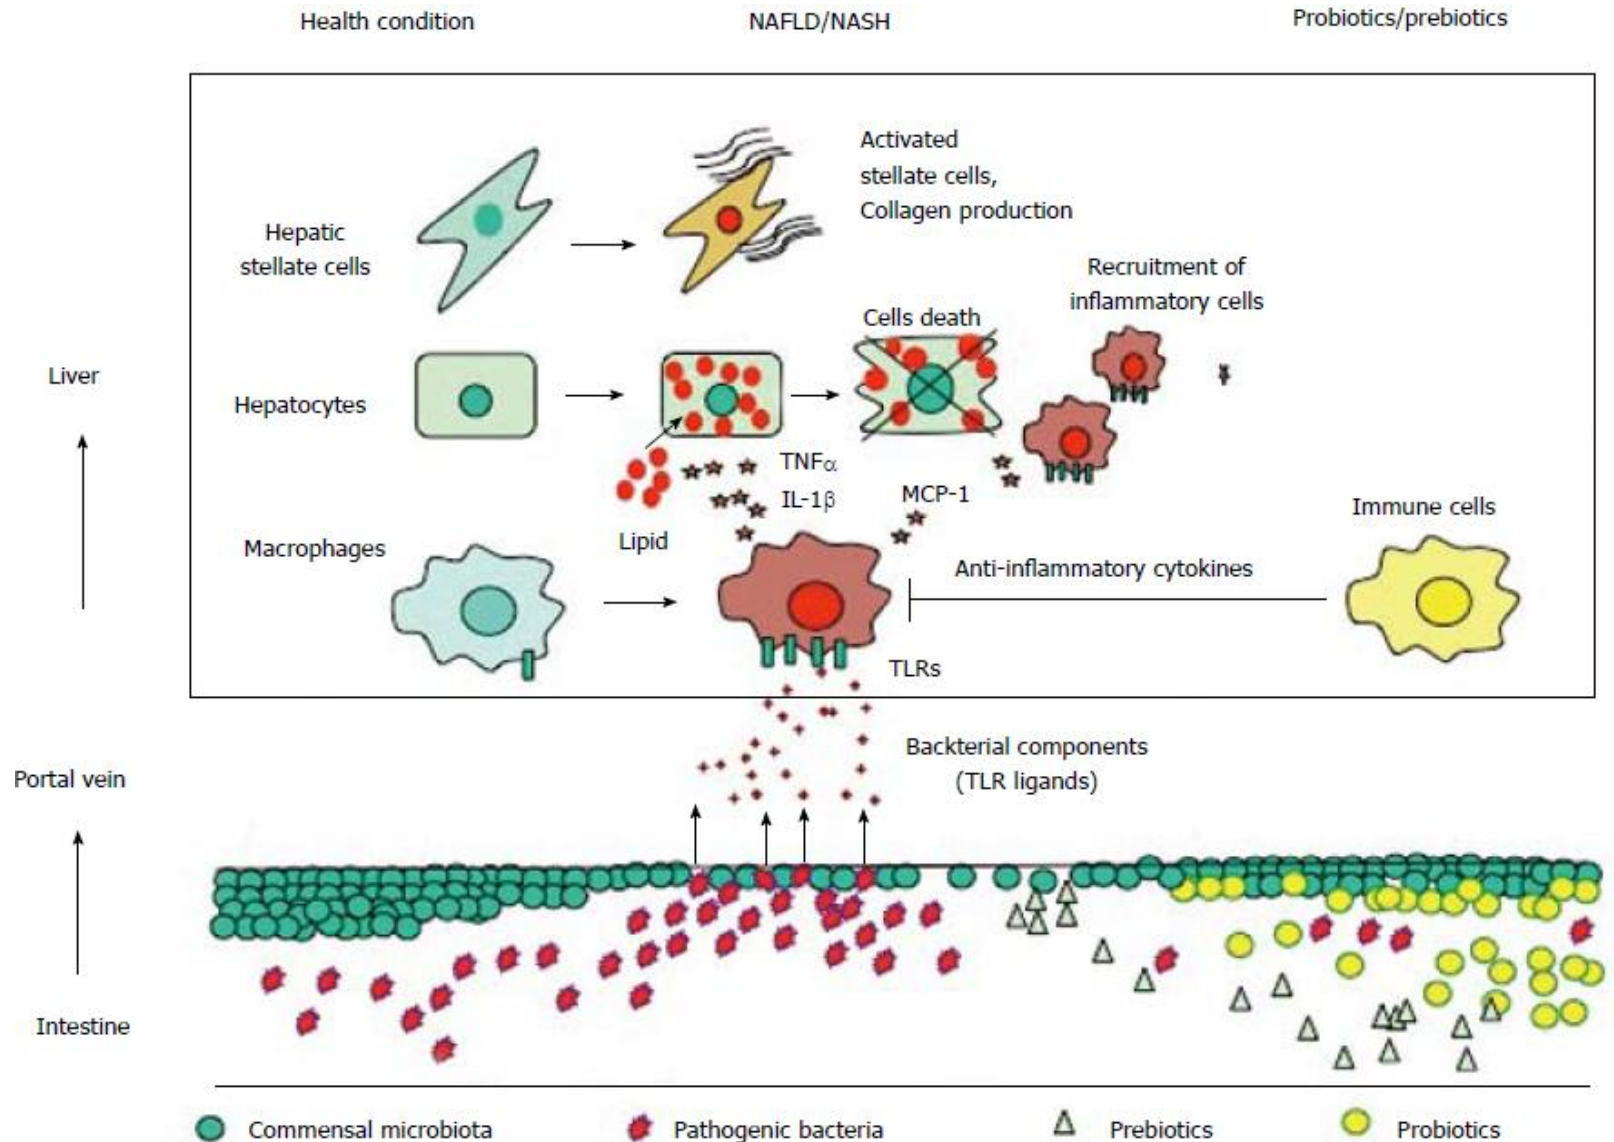 Health condition
NAFLD/NASH
Probiotics/prebiotics
Activated
stellate cells,
Collagen production
Hepatic
stellate cells
Recruitment of
inflammatory cells
Cells death
Liver
Hepatocytes
TNFα
IL-1β
MCP-1
Immune cells
Lipid
Macrophages
Anti-inflammatory cytokines
TLRs
Backterial components
(TLR ligands)
Portal vein
Intestine
Commensal microbiota
Pathogenic bacteria
Prebiotics
Probiotics